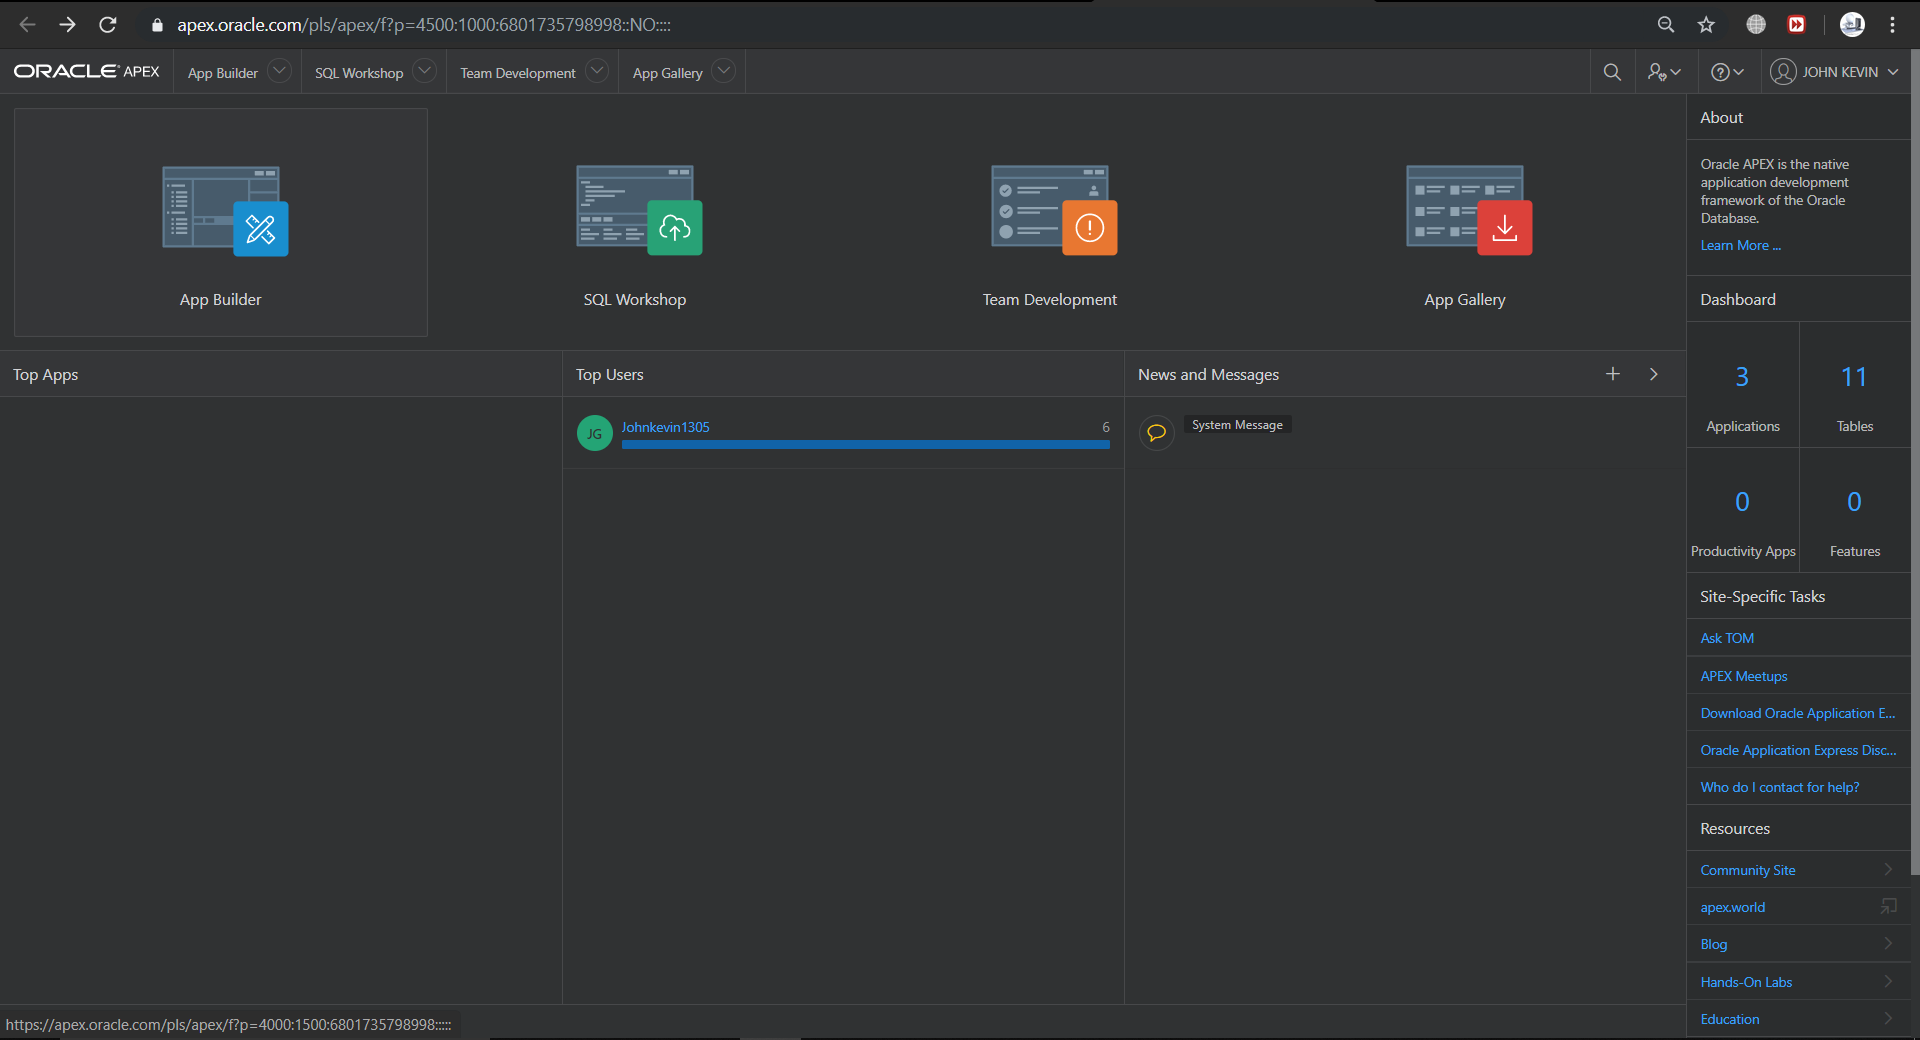 apex.oracle.com/pls/apex/f?p=4500:1000:6801735798998::NO::::
ORACLE APEX
App Builder
SQL Workshop
Team Development
App Gallery
JOHN KEVIN
App Builder
SQL Workshop
Team Development
App Gallery
Top Apps
Top Users
JG
Johnkevin1305
6
News and Messages
System Message
About
Oracle APEX is the native
application development
framework of the Oracle
Database.
Learn More ...
Dashboard
3
Applications
11
Tables
0
Productivity Apps
0
Features
Site-Specific Tasks
Ask TOM
APEX Meetups
Download Oracle Application E...
Oracle Application Express Disc...
Who do I contact for help?
Resources
Community Site
apex.world
Blog
Hands-On Labs
Education
https://apex.oracle.com/pls/apex/f?p=4000:1500:6801735798998:::::